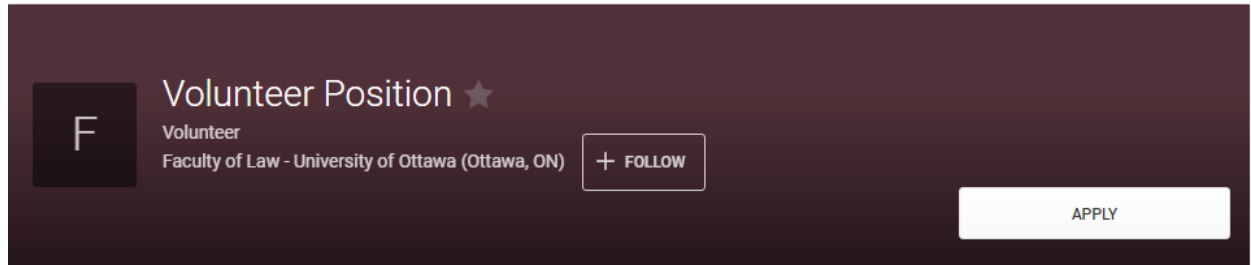 F
Volunteer Position
Volunteer
Faculty of Law - University of Ottawa (Ottawa, ON)
+ FOLLOW
APPLY